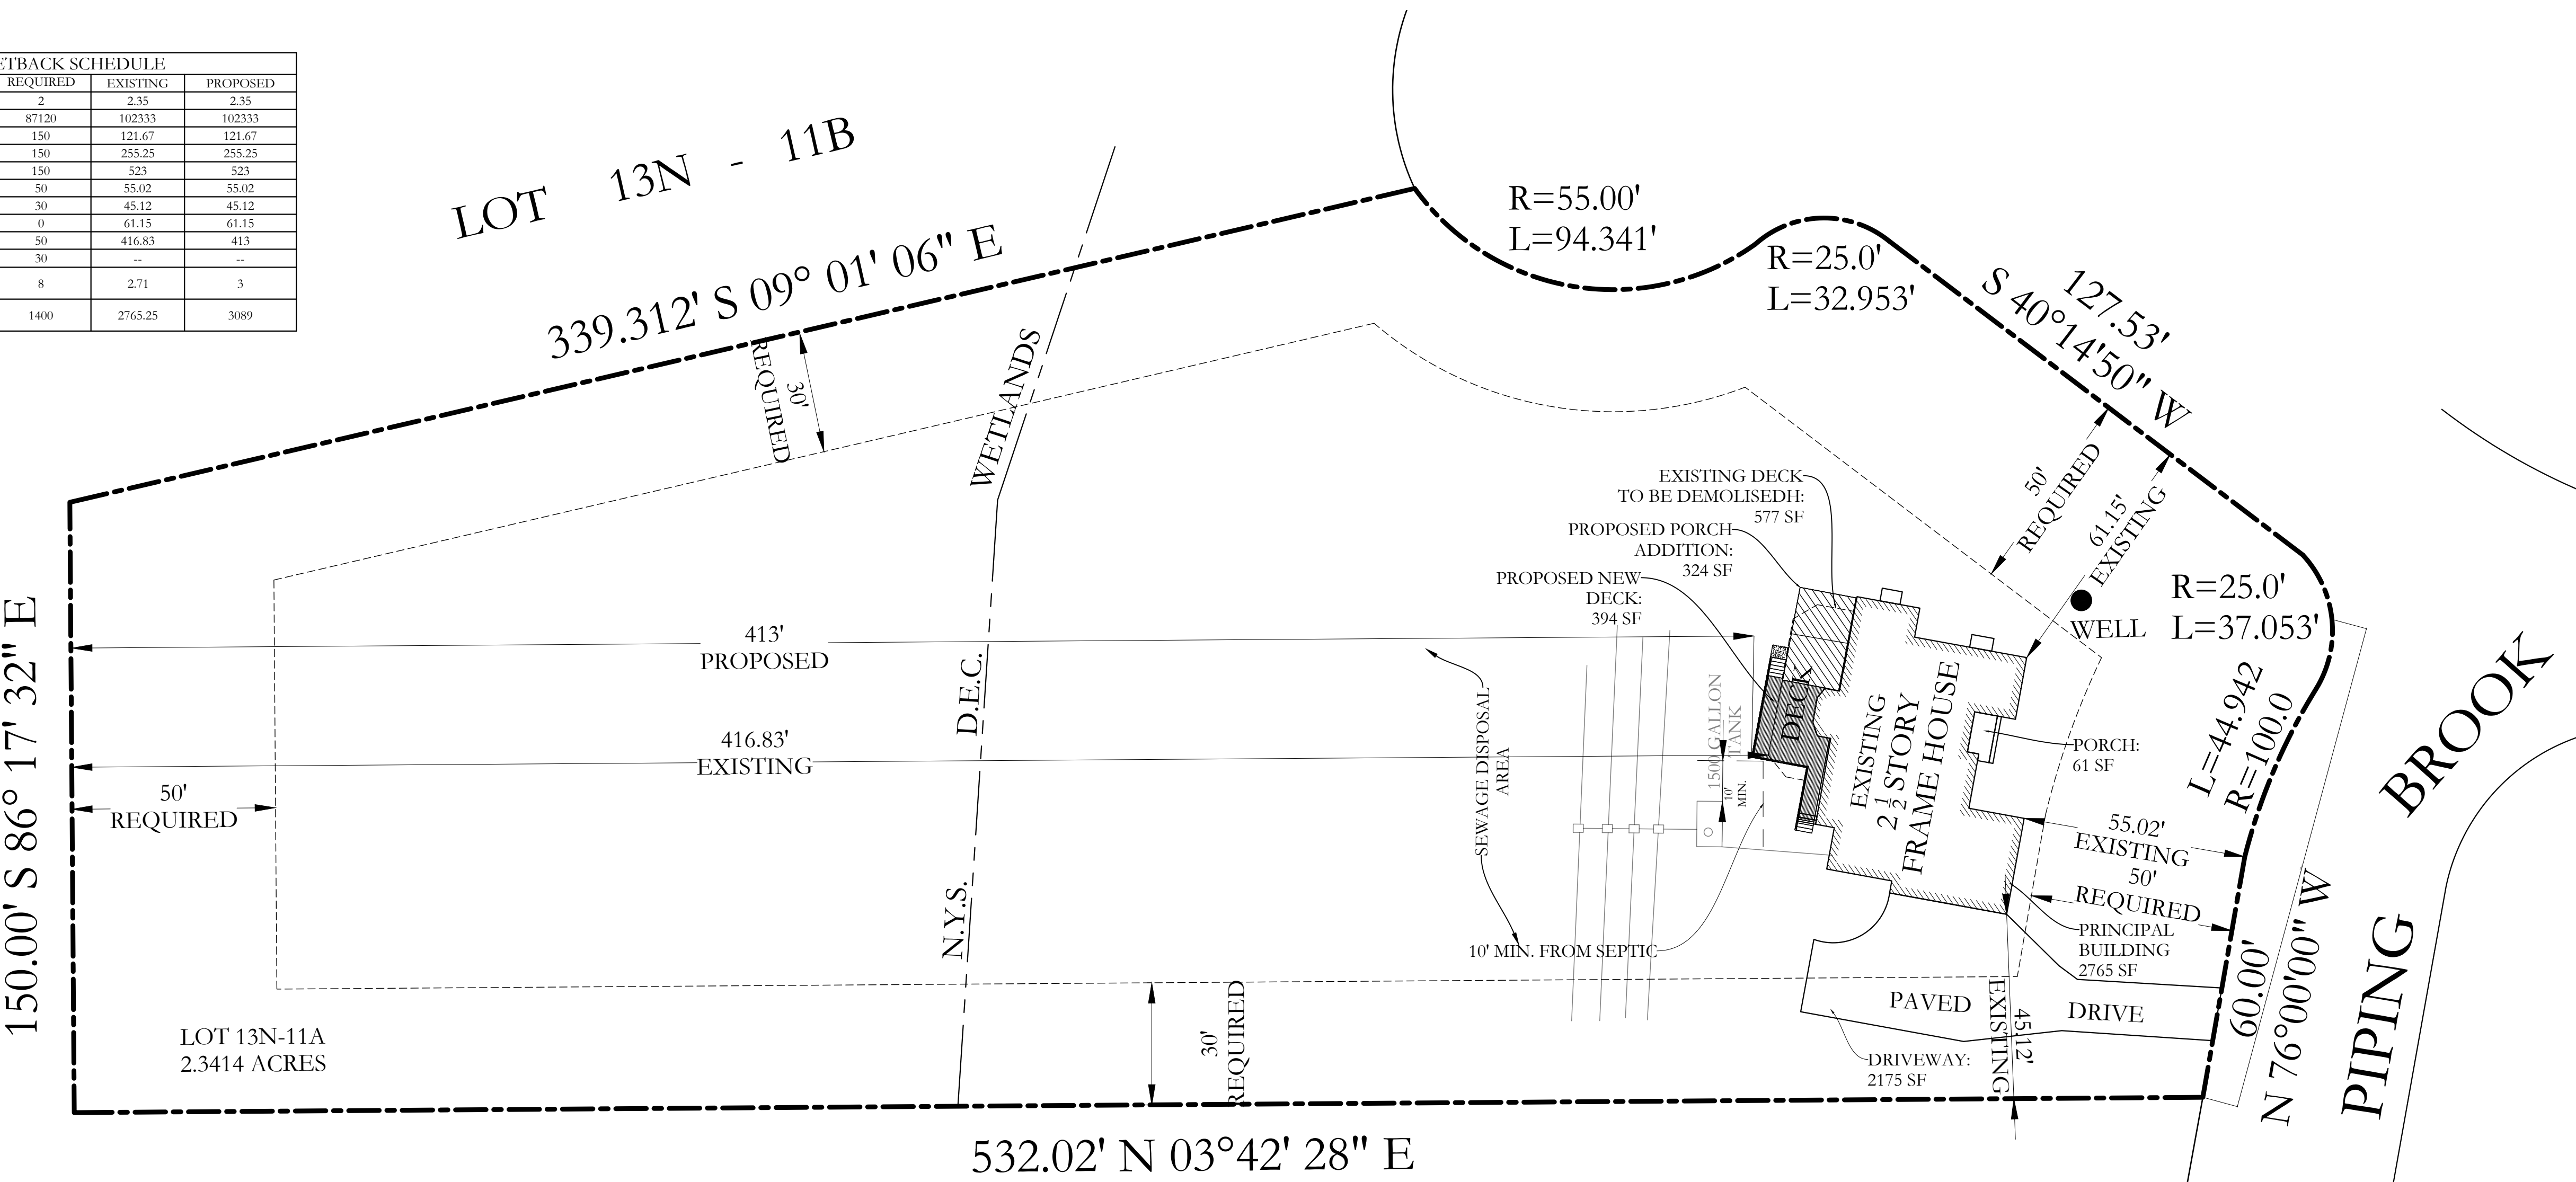 ETBACK SCHEDULE
REQUIRED EXISTING PROPOSED
2 2.35 2.35
87120 102333 102333
150 121.67 121.67
150 255.25 255.25
150 523 523
50 55.02 55.02
30 45.12 45.12
0 61.15 61.15
50 416.83 413
30 -- --
8 2.71 3
1400 2765.25 3089
LOT 13N - 11B
339.312' S 09° 01' 06" E
R=55.00'
L=94.341'
R=25.0'
L=32.953'
127.53'
S 40°14'50" W
30'
REQUIRED
WETLANDS
D.E.C.
N.Y.S.
50'
REQUIRED
61.15'
EXISTING
WELL
R=25.0'
L=37.053'
L=44.942
R=100.0
EXISTING DECK
TO BE DEMOLISEDH:
577 SF
PROPOSED PORCH
ADDITION:
324 SF
PROPOSED NEW
DECK:
394 SF
413'
PROPOSED
416.83'
EXISTING
50'
REQUIRED
150.00' S 86° 17' 32" E
SEWAGE DISPOSAL
AREA
1500 GALLON
TANK
10'
MIN.
DECK
EXISTING
2 1/2 STORY
FRAME HOUSE
PORCH:
61 SF
55.02'
EXISTING
50'
REQUIRED
PRINCIPAL
BUILDING
2765 SF
10' MIN. FROM SEPTIC
PAVED DRIVE
45.12'
EXISTING
DRIVEWAY:
2175 SF
30'
REQUIRED
LOT 13N-11A
2.3414 ACRES
60.00'
N 76°00'00" W
PIPING BROOK
532.02' N 03°42' 28" E